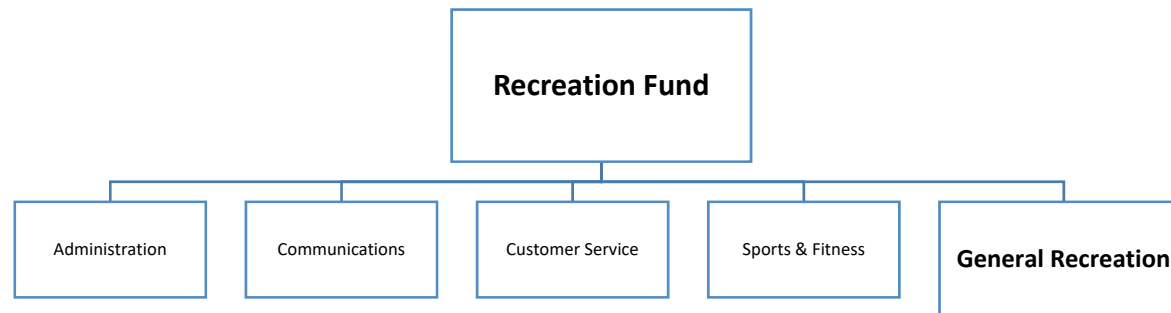 Recreation Fund
Administration
Communications
Customer Service
Sports & Fitness
General Recreation